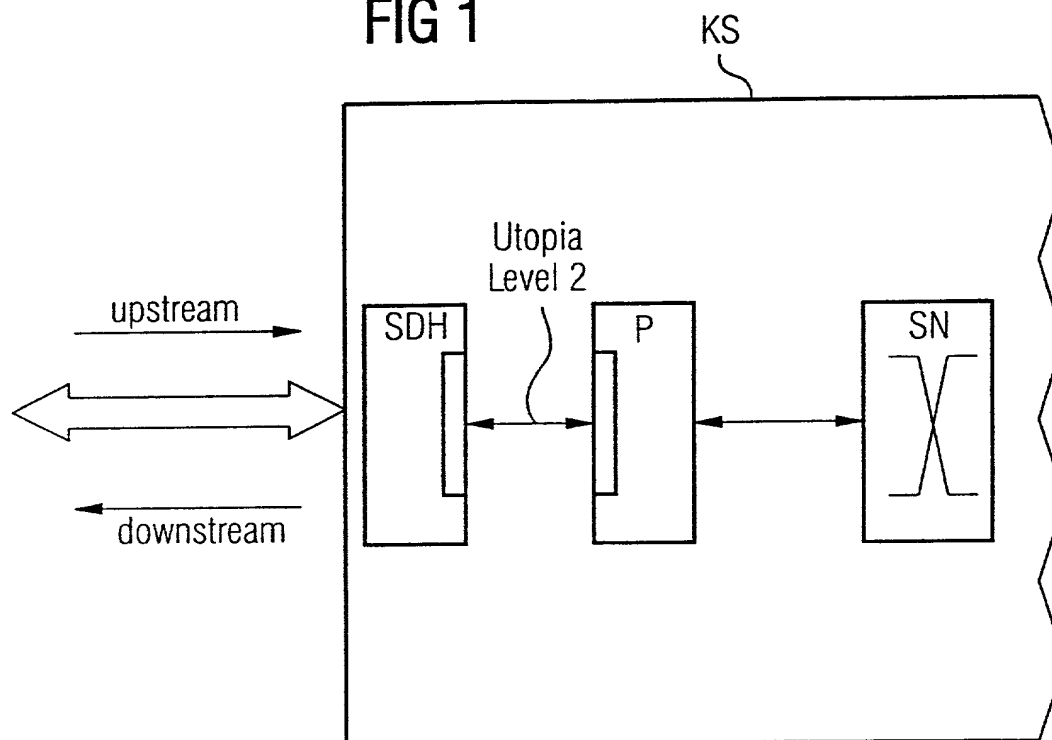 FIG 1
KS
Utopia
Level 2
upstream
SDH
P
SN
downstream